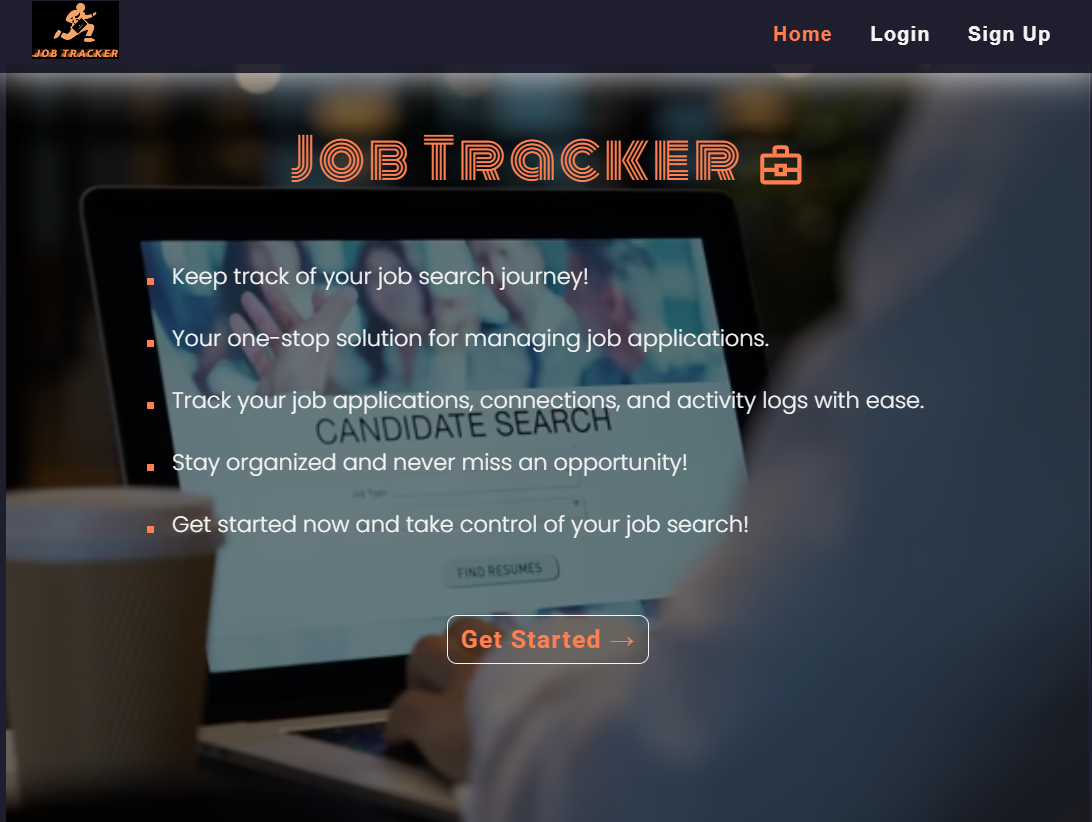 JOB TRACKER
Home
Login
Sign Up
Job Tracker
Keep track of your job search journey!
Your one-stop solution for managing job applications.
Track your job applications, connections, and activity logs with ease.
CANDIDATE SEARCH
Stay organized and never miss an opportunity!
Job Title:
Get started now and take control of your job search!
FIND RESUMES
Get Started →